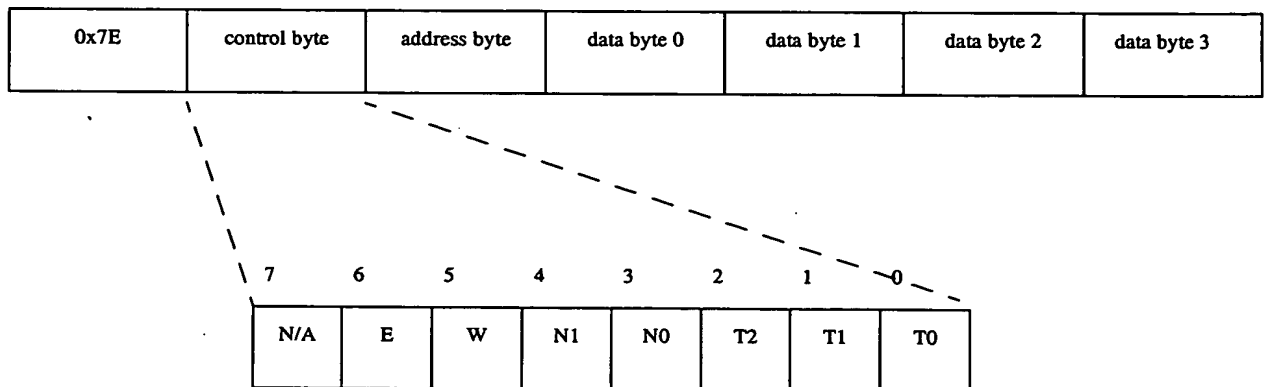 0x7E control byte address byte data byte 0 data byte 1 data byte 2 data byte 3
7 6 5 4 3 2 1 0
N/A E W N1 N0 T2 T1 T0